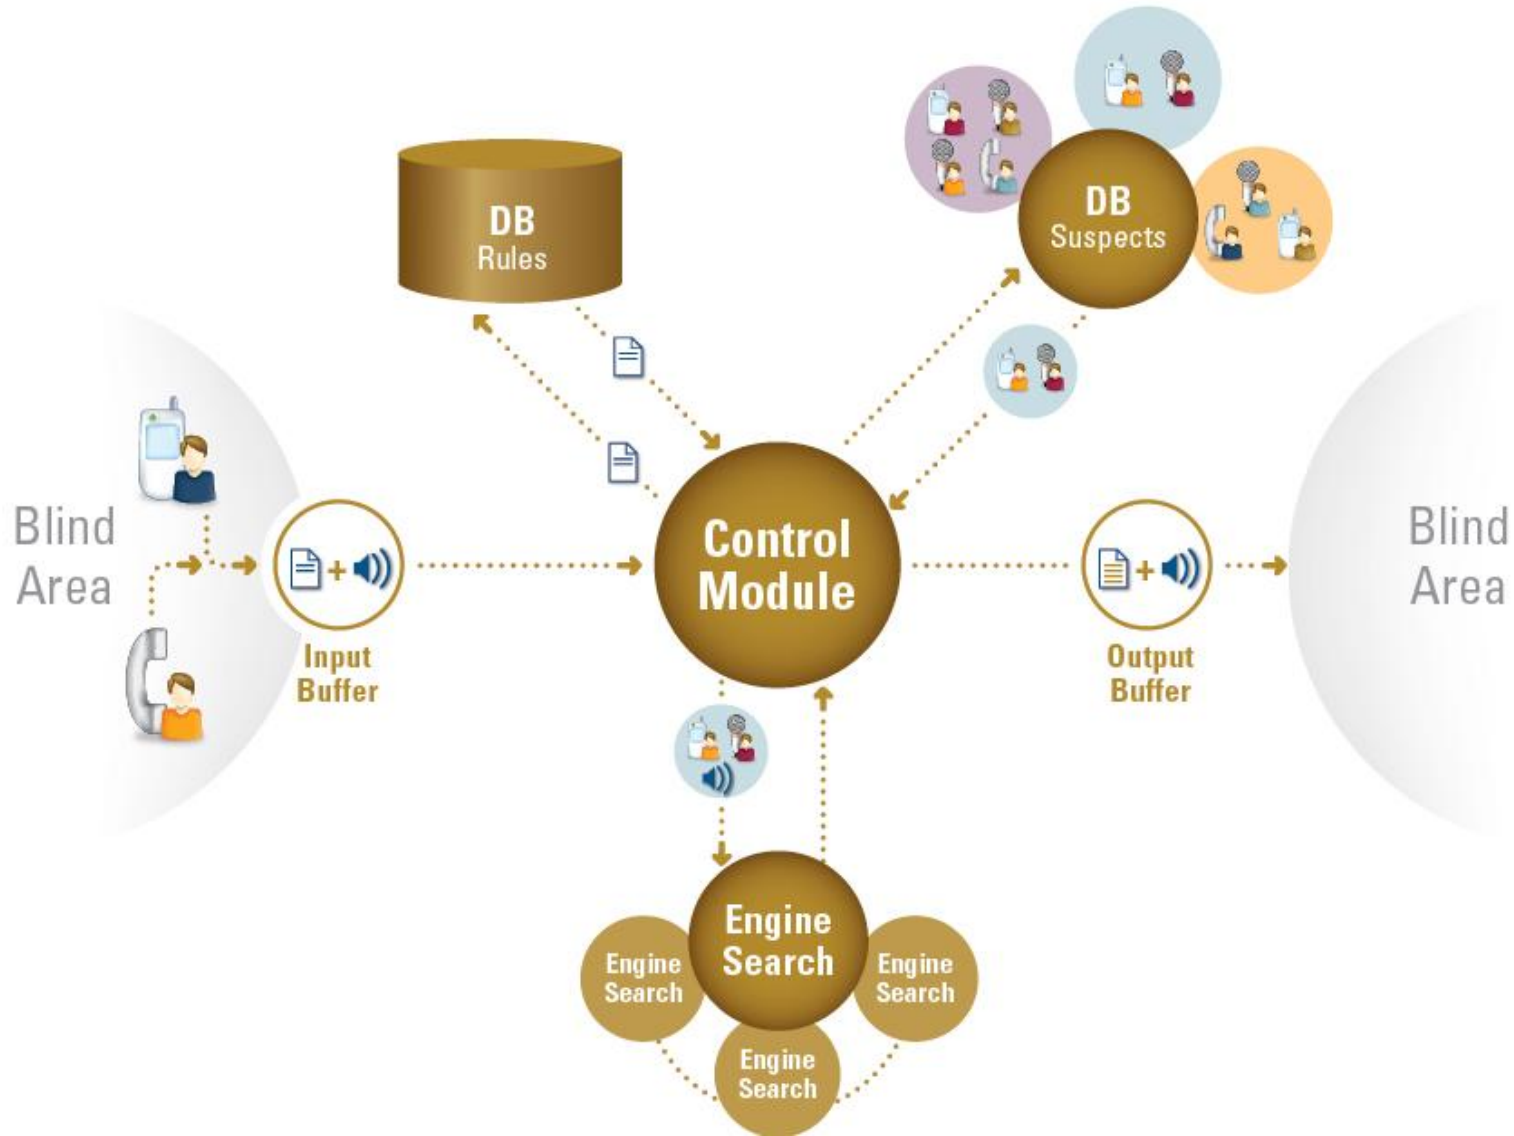 DB
Rules
DB
Suspects
Blind
Area
Input
Buffer
Control
Module
Output
Buffer
Blind
Area
Engine
Search
Engine
Search
Engine
Search
Engine
Search